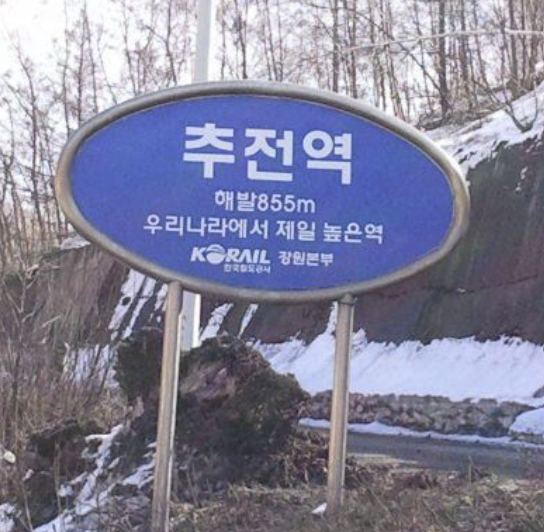 추전역
해발855m
우리나라에서 제일 높은역
KORAIL 강원본부
한국철도공사